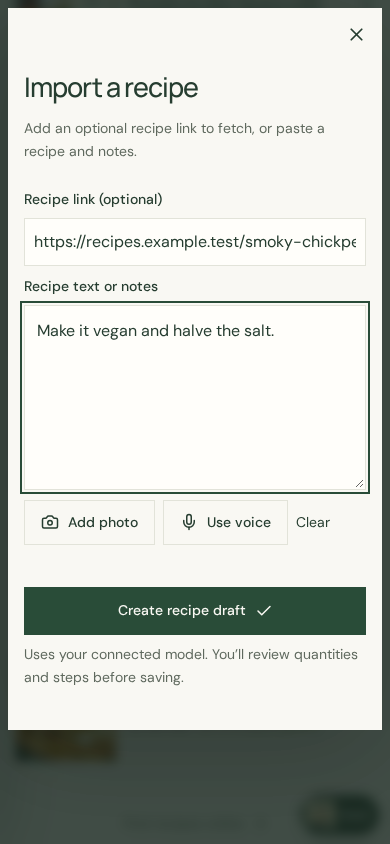 Import a recipe
Add an optional recipe link to fetch, or paste a
recipe and notes.
Recipe link (optional)
https://recipes.example.test/smoky-chickpe
Recipe text or notes
Make it vegan and halve the salt.
Add photo
Use voice
Clear
Create recipe draft
Uses your connected model. You’ll review quantities
and steps before saving.